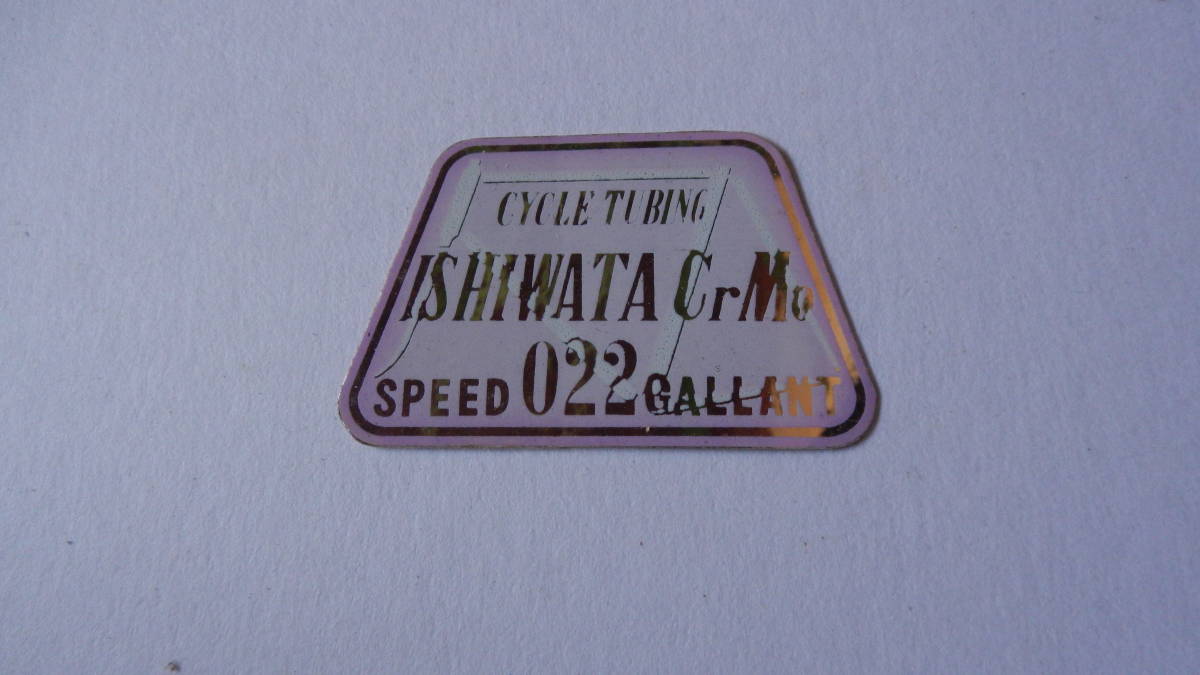 CYCLE TUBING
ISHIWATA CrMo
SPEED 022 GALLANT